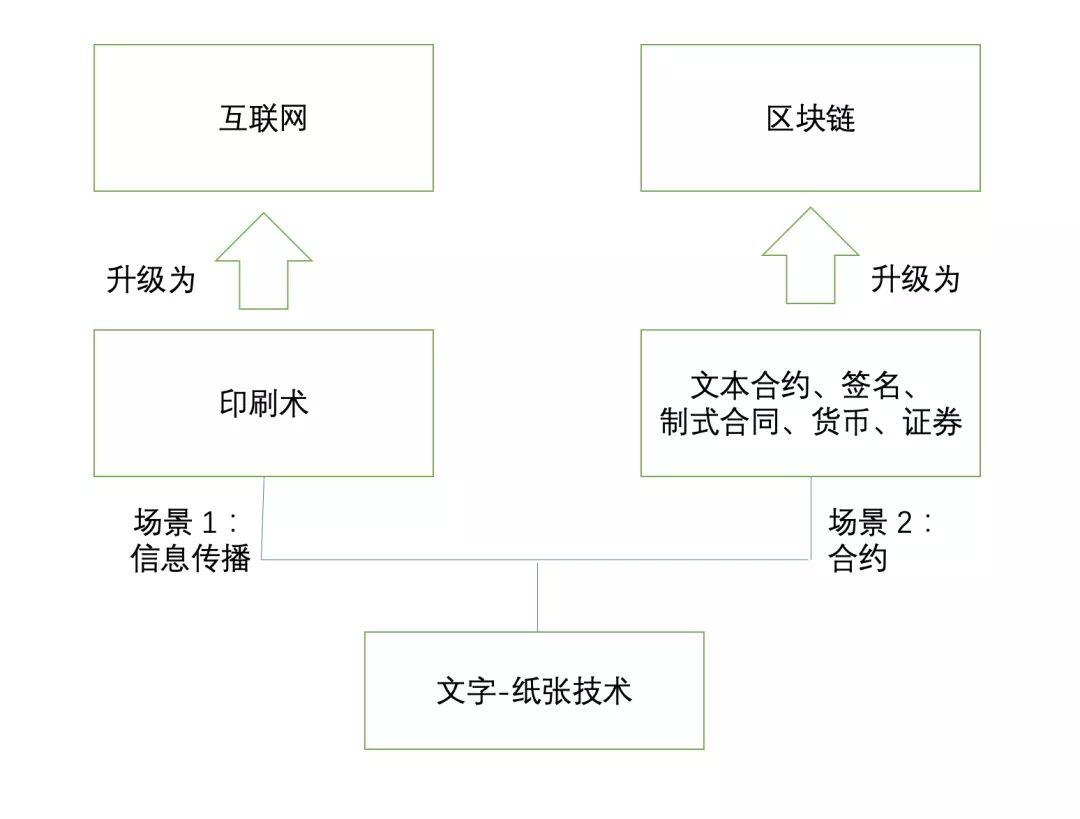 互联网
区块链
升级为
升级为
印刷术
文本合约、签名、
制式合同、货币、证券
场景 1：
信息传播
场景 2：
合约
文字-纸张技术